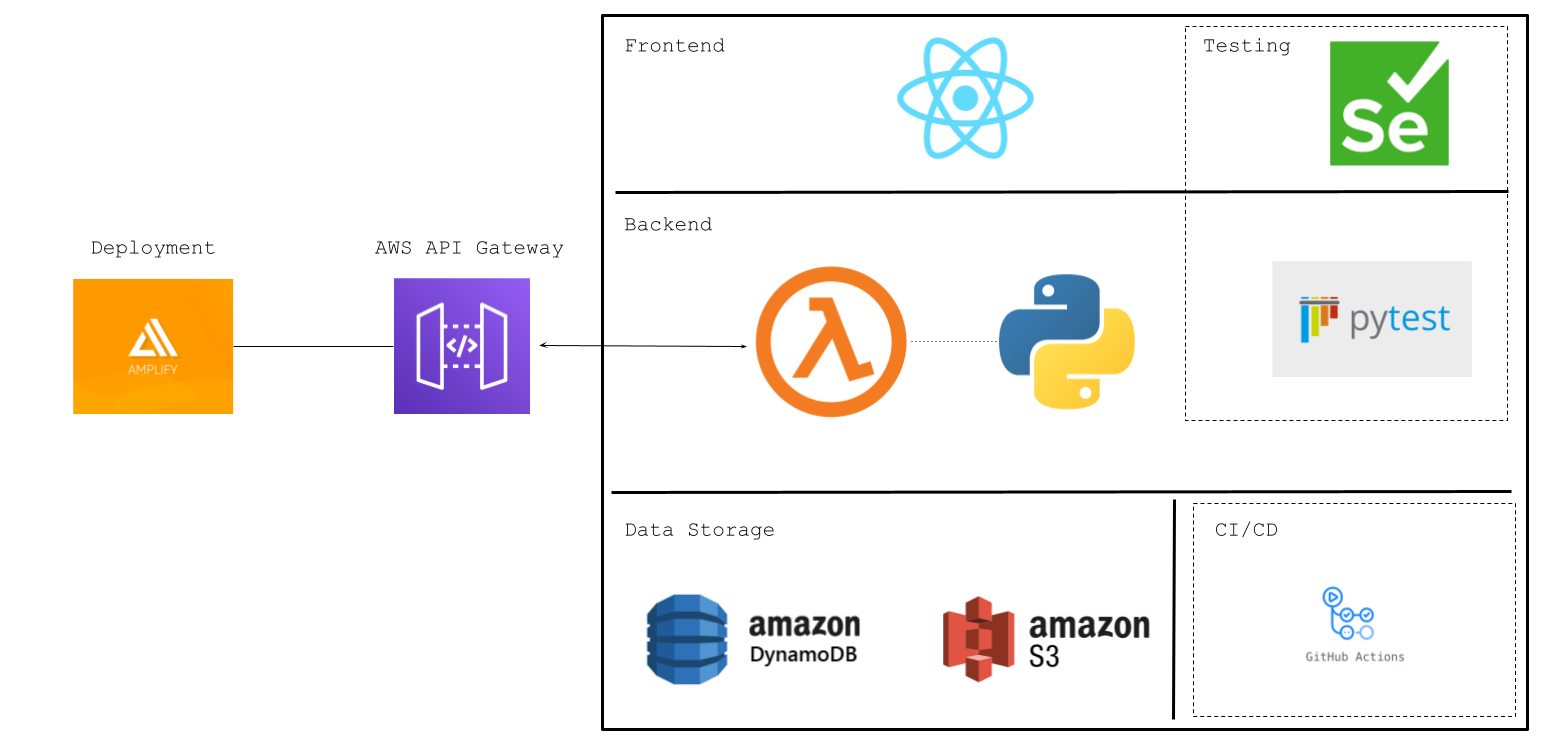 Frontend
Testing
Se
Backend
Deployment
AWS API Gateway
AMPLIFY
</>
λ
pytest
Data Storage
CI/CD
amazon
DynamoDB
amazon
S3
GitHub Actions